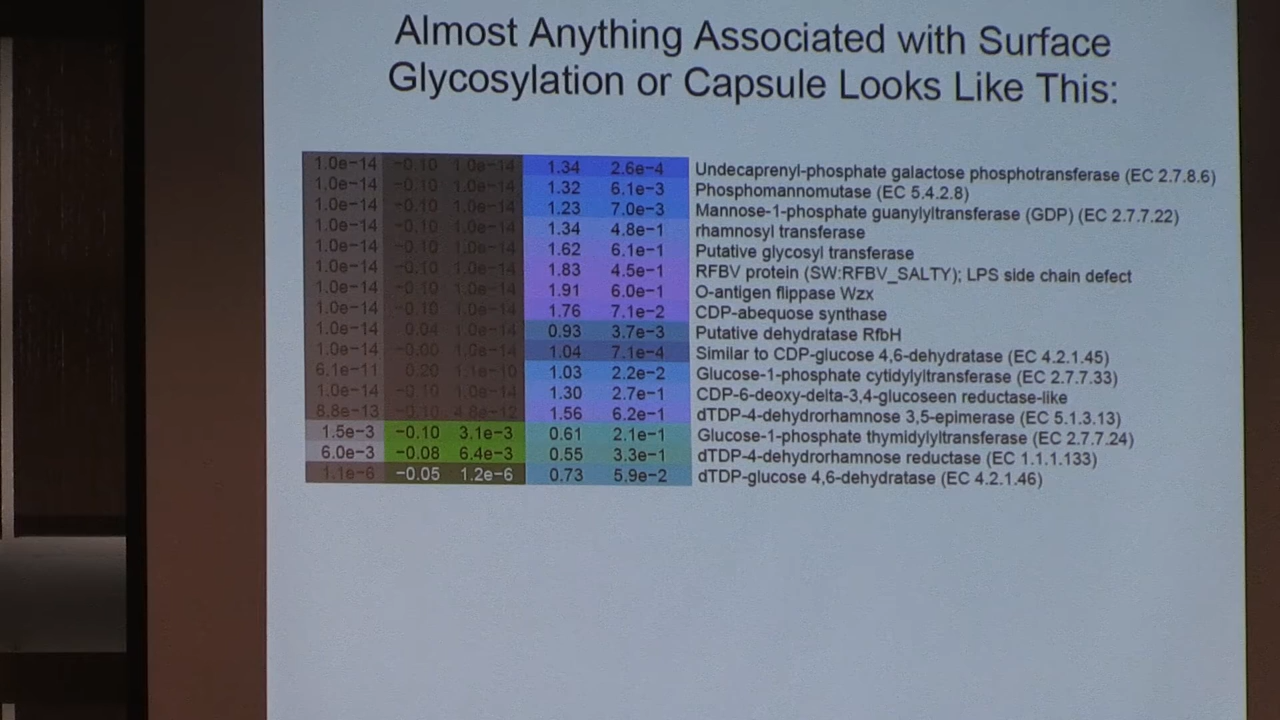 Almost Anything Associated with Surface
Glycosylation or Capsule Looks Like This:
1.0e-14 -0.10 1.0e-14 1.34 2.6e-4 Undecaprenyl-phosphate galactose phosphotransferase (EC 2.7.8.6)
1.0e-14 -0.10 1.0e-14 1.32 6.1e-3 Phosphomannomutase (EC 5.4.2.8)
1.0e-14 -0.10 1.0e-14 1.23 7.0e-3 Mannose-1-phosphate guanylyltransferase (GDP) (EC 2.7.7.22)
1.0e-14 -0.10 1.0e-14 1.34 4.8e-1 rhamnosyl transferase
1.0e-14 -0.10 1.0e-14 1.62 6.1e-1 Putative glycosyl transferase
1.0e-14 -0.10 1.0e-14 1.83 4.5e-1 RFBV protein (SW:RFBV_SALTY); LPS side chain defect
1.0e-14 -0.10 1.0e-14 1.91 6.0e-1 O-antigen flippase Wzx
1.0e-14 -0.10 1.0e-14 1.76 7.1e-2 CDP-abequose synthase
1.0e-14 0.04 1.0e-14 0.93 3.7e-3 Putative dehydratase RfbH
1.0e-14 -0.00 1.0e-14 1.04 7.1e-4 Similar to CDP-glucose 4,6-dehydratase (EC 4.2.1.45)
6.1e-11 0.20 1.03 2.2e-2 Glucose-1-phosphate cytidylyltransferase (EC 2.7.7.33)
1.0e-14 -0.10 1.0e-14 1.30 2.7e-1 CDP-6-deoxy-delta-3,4-glucoseen reductase-like
8.8e-13 -0.10 1.56 6.2e-1 dTDP-4-dehydrorhamnose 3,5-epimerase (EC 5.1.3.13)
1.5e-3 -0.10 3.1e-3 0.61 2.1e-1 Glucose-1-phosphate thymidylyltransferase (EC 2.7.7.24)
6.0e-3 -0.08 6.4e-3 0.55 3.3e-1 dTDP-4-dehydrorhamnose reductase (EC 1.1.1.133)
1.1e-6 -0.05 1.2e-6 0.73 5.9e-2 dTDP-glucose 4,6-dehydratase (EC 4.2.1.46)